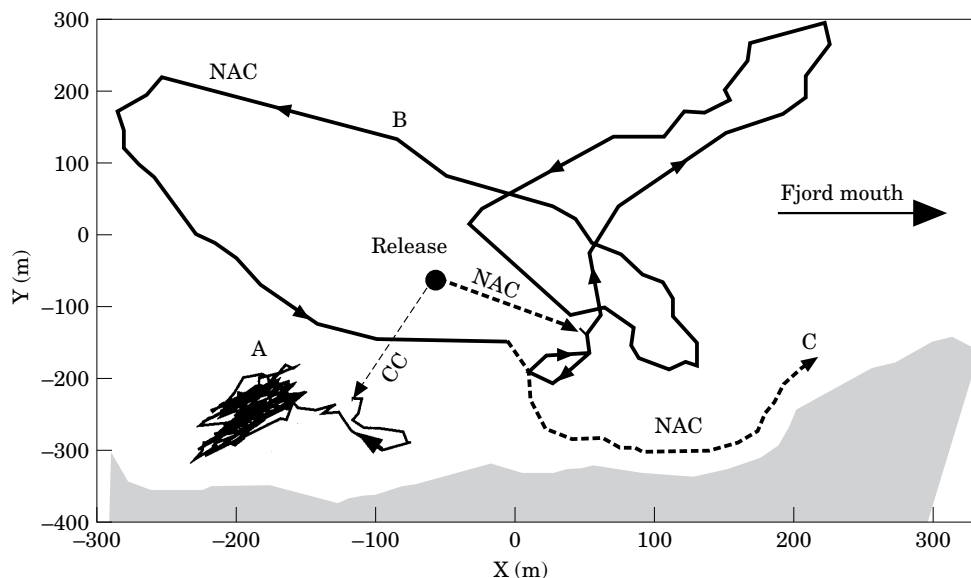 300
200
100
0
–100
–200
–300
–400
Y (m)
NAC
B
Fjord mouth
Release
NAC
A
CC
C
NAC
–300
–200
–100
0
100
200
300
X (m)